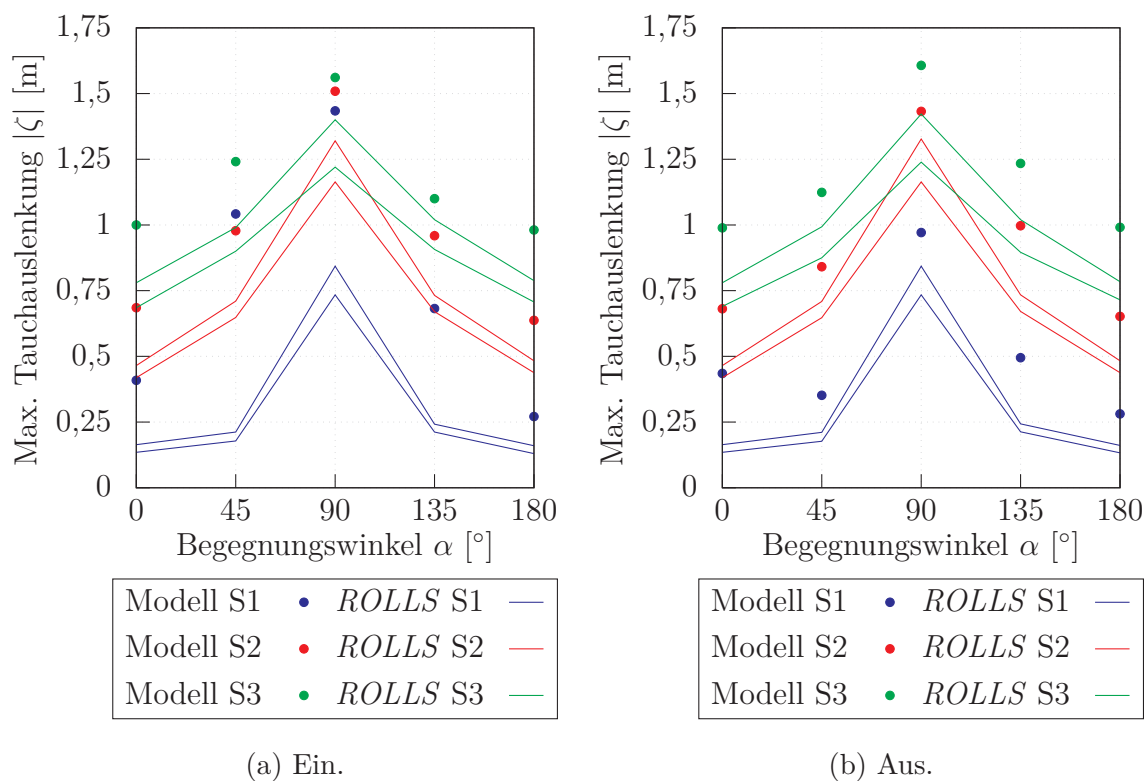 Max. Tauchauslenkung |ζ| [m]
1,75
1,5
1,25
1
0,75
0,5
0,25
0
0 45 90 135 180
Begegnungswinkel α [°]
Modell S1 ROLLS S1
Modell S2 ROLLS S2
Modell S3 ROLLS S3
(a) Ein.
Max. Tauchauslenkung |ζ| [m]
1,75
1,5
1,25
1
0,75
0,5
0,25
0
0 45 90 135 180
Begegnungswinkel α [°]
Modell S1 ROLLS S1
Modell S2 ROLLS S2
Modell S3 ROLLS S3
(b) Aus.